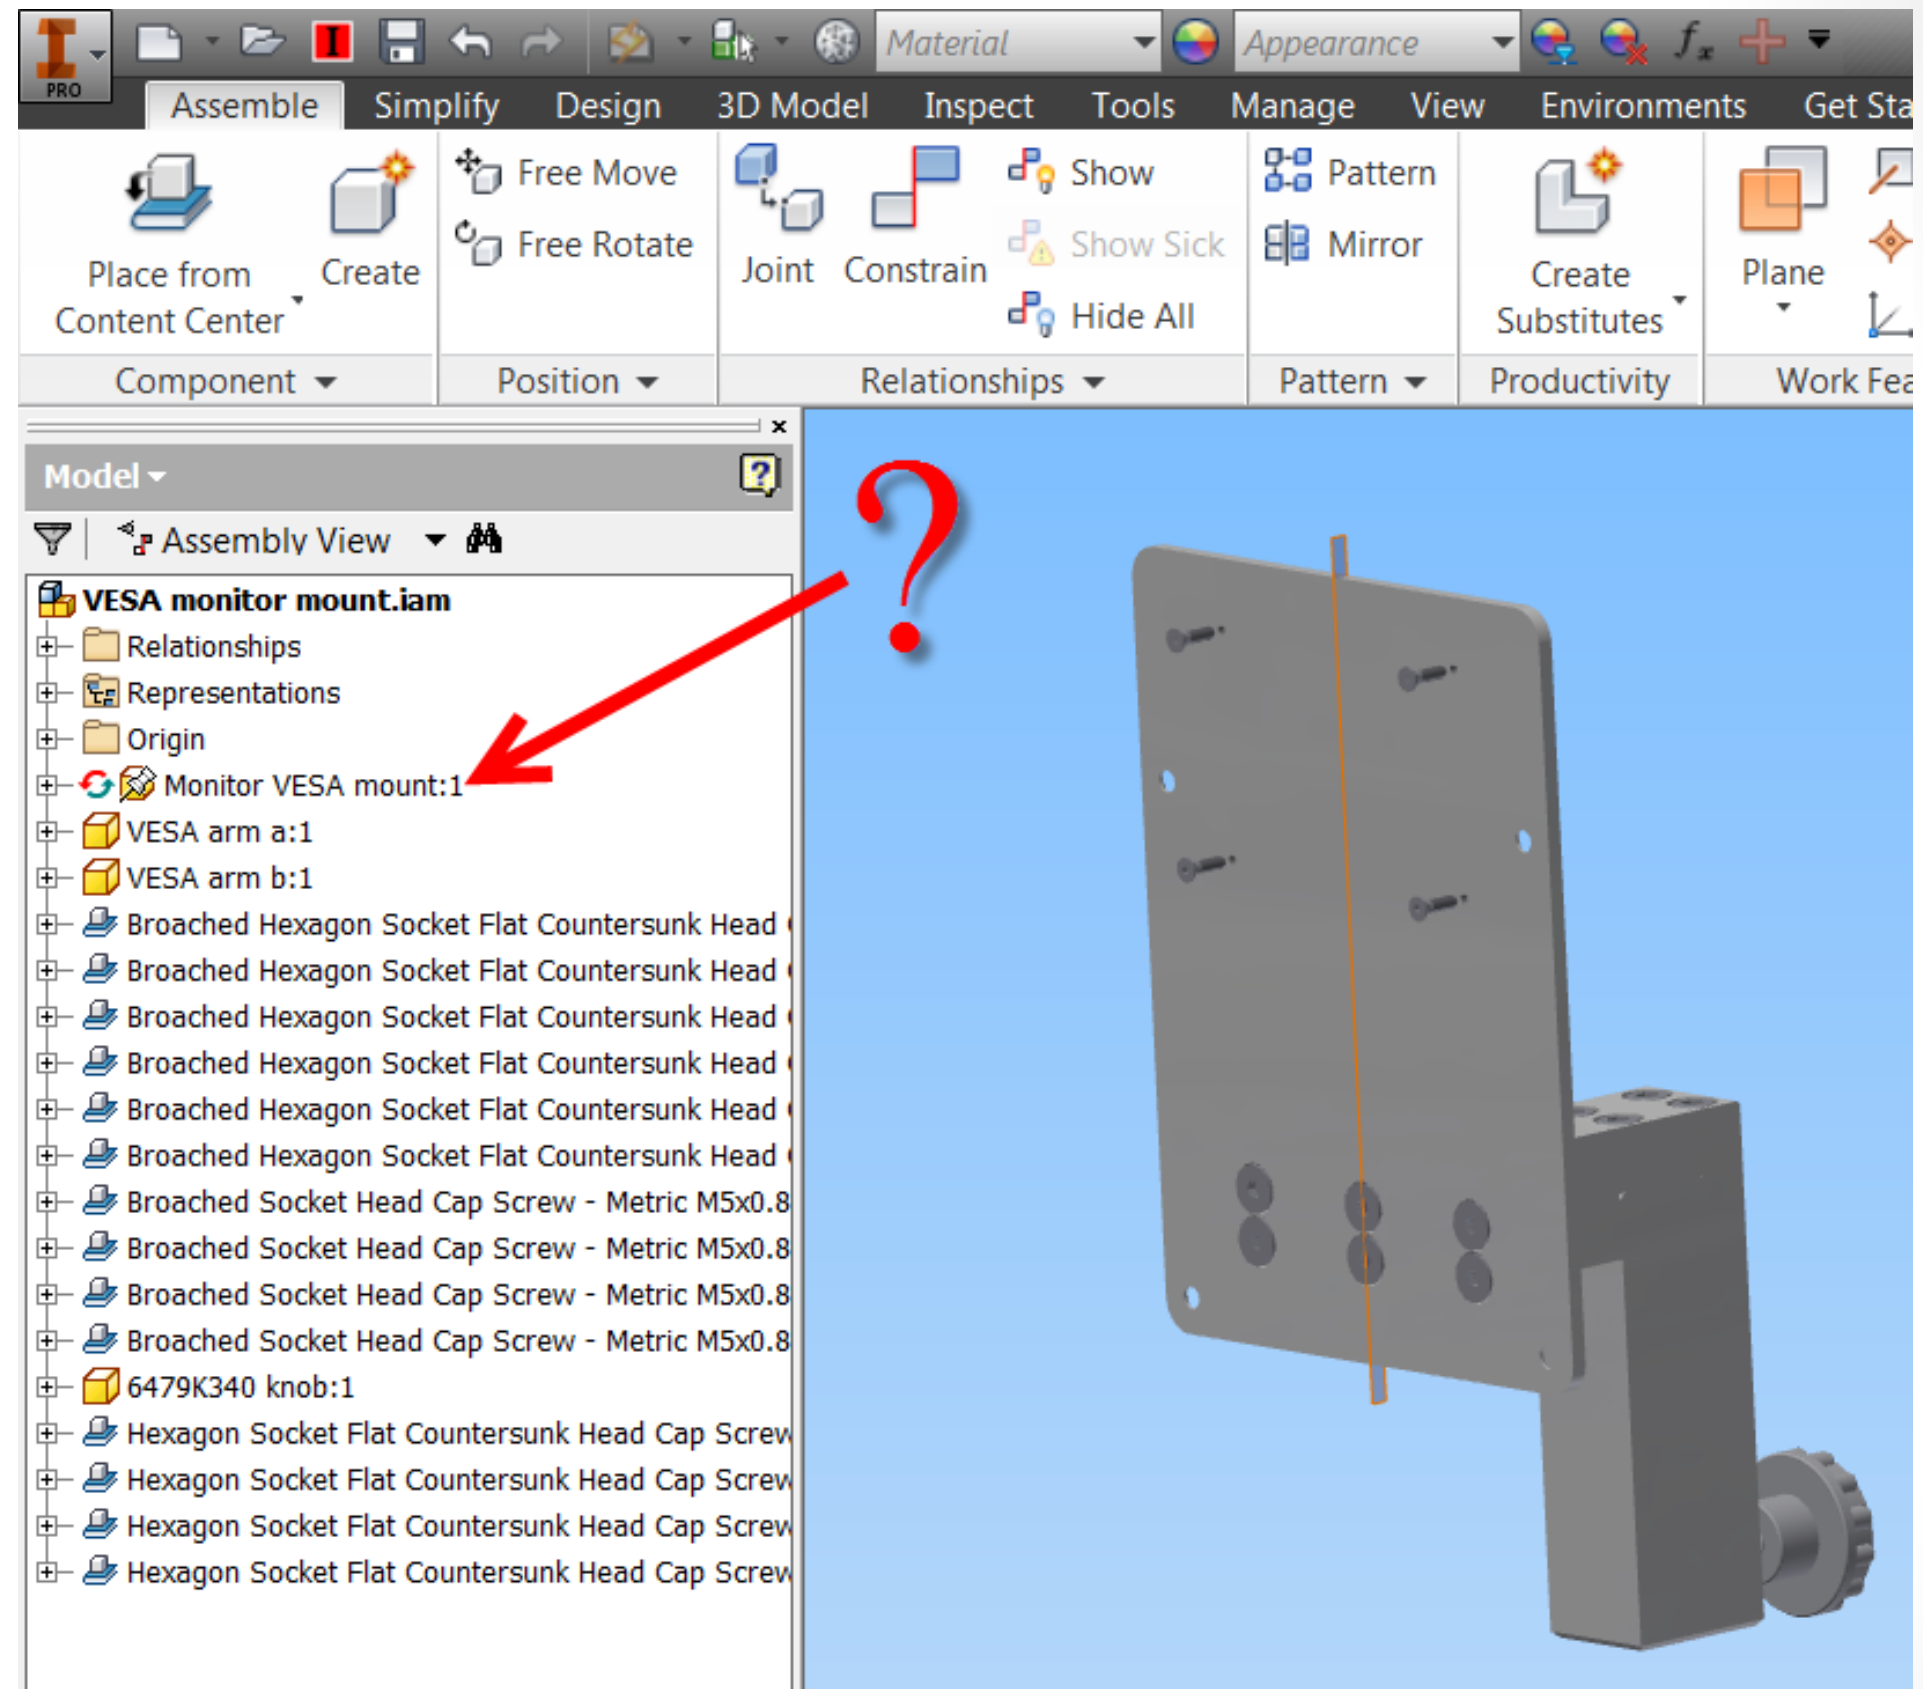 Material
Appearance
fx
PRO
Assemble Simplify Design 3D Model Inspect Tools Manage View Environments Get Sta
Place from
Content Center
Create
Free Move
Free Rotate
Joint
Constrain
Show
Show Sick
Hide All
Pattern
Mirror
Create
Substitutes
Plane
Component Position Relationships Pattern Productivity Work Fea
Model
?
Assembly View
?
VESA monitor mount.iam
Relationships
Representations
Origin
Monitor VESA mount:1
VESA arm a:1
VESA arm b:1
Broached Hexagon Socket Flat Countersunk Head
Broached Hexagon Socket Flat Countersunk Head
Broached Hexagon Socket Flat Countersunk Head
Broached Hexagon Socket Flat Countersunk Head
Broached Hexagon Socket Flat Countersunk Head
Broached Hexagon Socket Flat Countersunk Head
Broached Socket Head Cap Screw - Metric M5x0.8
Broached Socket Head Cap Screw - Metric M5x0.8
Broached Socket Head Cap Screw - Metric M5x0.8
Broached Socket Head Cap Screw - Metric M5x0.8
6479K340 knob:1
Hexagon Socket Flat Countersunk Head Cap Screw
Hexagon Socket Flat Countersunk Head Cap Screw
Hexagon Socket Flat Countersunk Head Cap Screw
Hexagon Socket Flat Countersunk Head Cap Screw